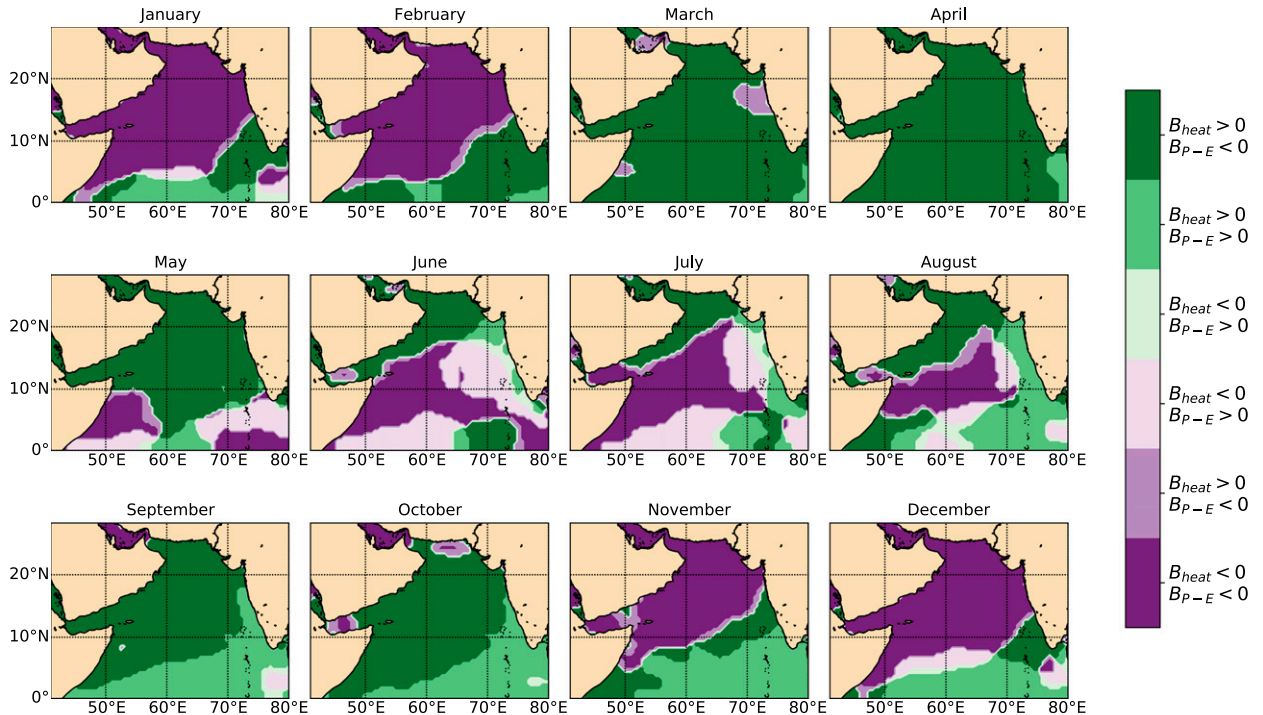 January February March April
20°N
10°N
0°
50°E 60°E 70°E 80°E 50°E 60°E 70°E 80°E 50°E 60°E 70°E 80°E 50°E 60°E 70°E 80°E
May June July August
20°N
10°N
0°
50°E 60°E 70°E 80°E 50°E 60°E 70°E 80°E 50°E 60°E 70°E 80°E 50°E 60°E 70°E 80°E
September October November December
20°N
10°N
0°
50°E 60°E 70°E 80°E 50°E 60°E 70°E 80°E 50°E 60°E 70°E 80°E 50°E 60°E 70°E 80°E
B_heat > 0
B_P−E < 0
B_heat > 0
B_P−E > 0
B_heat < 0
B_P−E > 0
B_heat < 0
B_P−E > 0
B_heat > 0
B_P−E < 0
B_heat < 0
B_P−E < 0